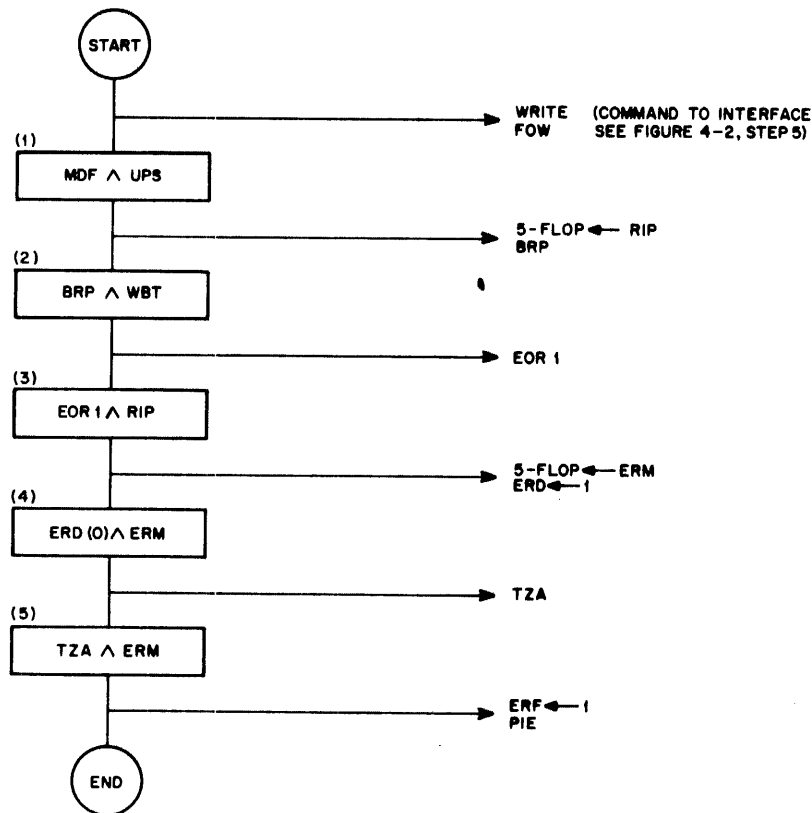 START
WRITE (COMMAND TO INTERFACE
FOW SEE FIGURE 4-2, STEP 5)
(1)
MDF ∧ UPS
5-FLOP ← RIP
BRP
(2)
BRP ∧ WBT
EOR 1
(3)
EOR 1 ∧ RIP
5-FLOP ← ERM
ERD ← 1
(4)
ERD (0) ∧ ERM
TZA
(5)
TZA ∧ ERM
ERF ← 1
PIE
END